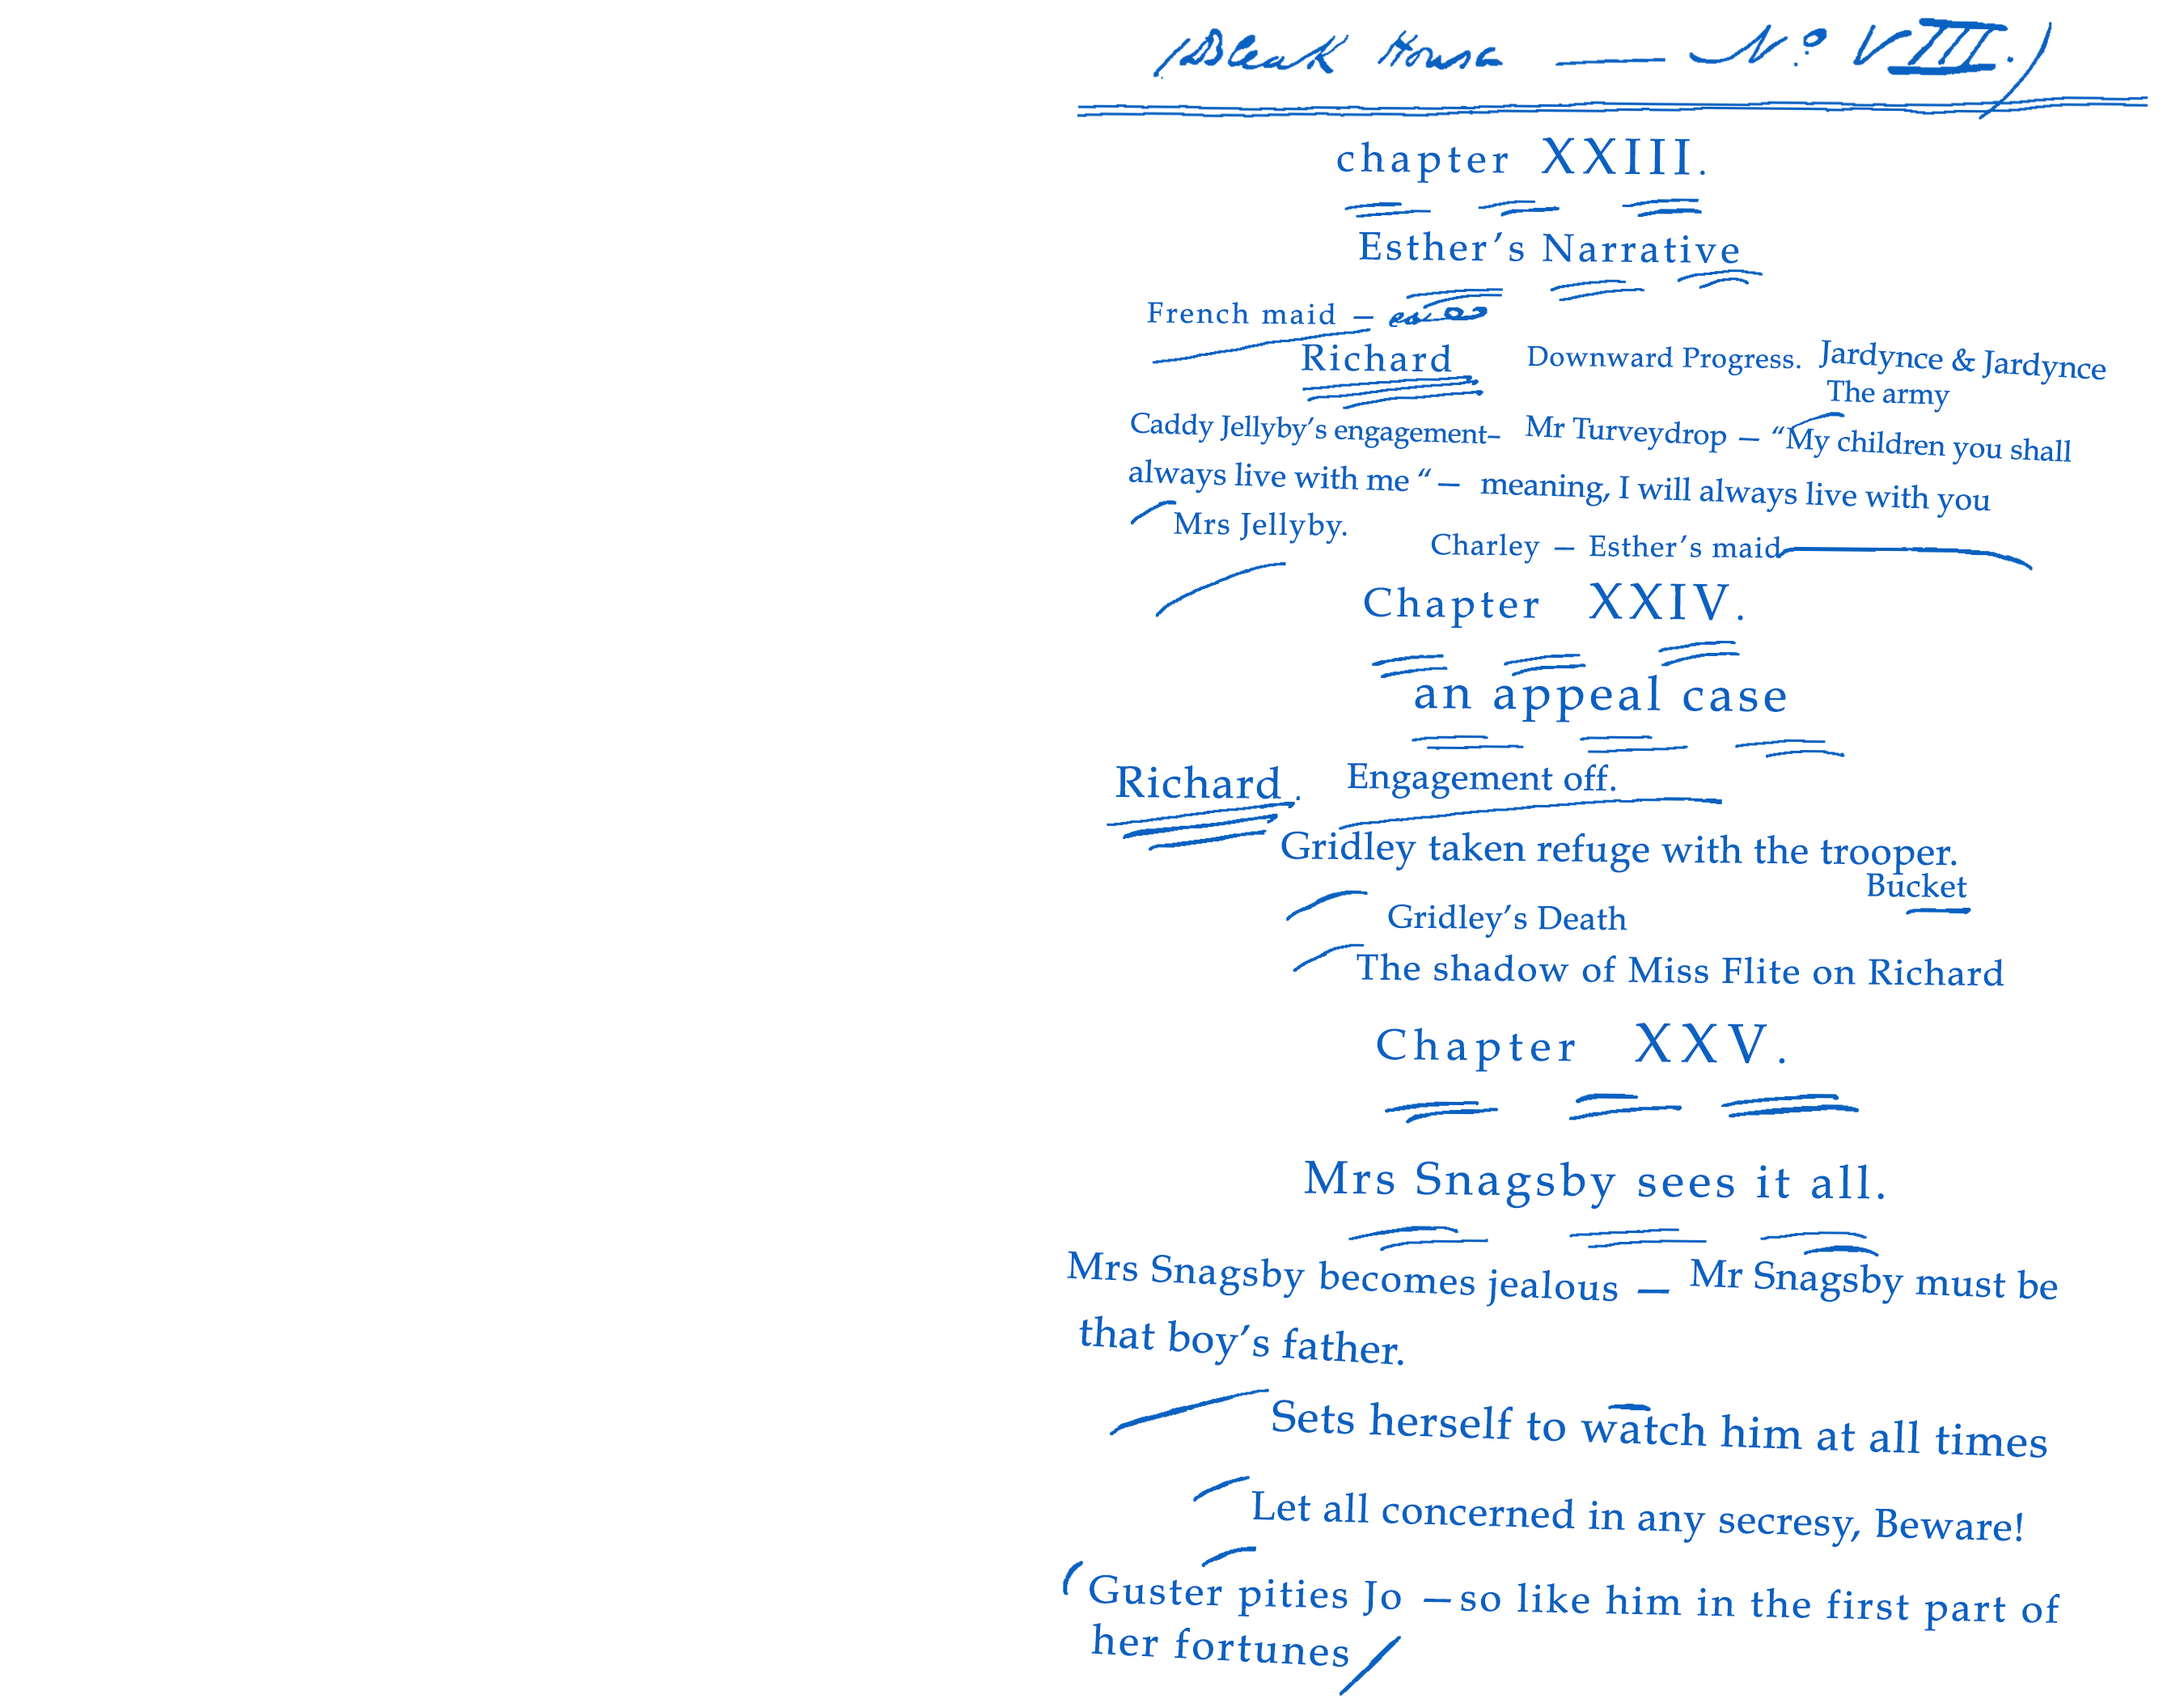 (Bleak House — Nº VIII.)
chapter XXIII.
Esther’s Narrative
French maid —
Richard Downward Progress. Jardynce & Jardynce
The army
Caddy Jellyby’s engagement– Mr Turveydrop — “My children you shall
always live with me “— meaning, I will always live with you
Mrs Jellyby.
Charley — Esther’s maid
Chapter XXIV.
an appeal case
Richard. Engagement off.
Gridley taken refuge with the trooper.
Bucket
Gridley’s Death
The shadow of Miss Flite on Richard
Chapter XXV.
Mrs Snagsby sees it all.
Mrs Snagsby becomes jealous — Mr Snagsby must be
that boy’s father.
Sets herself to watch him at all times
Let all concerned in any secresy, Beware!
(Guster pities Jo —so like him in the first part of
her fortunes/